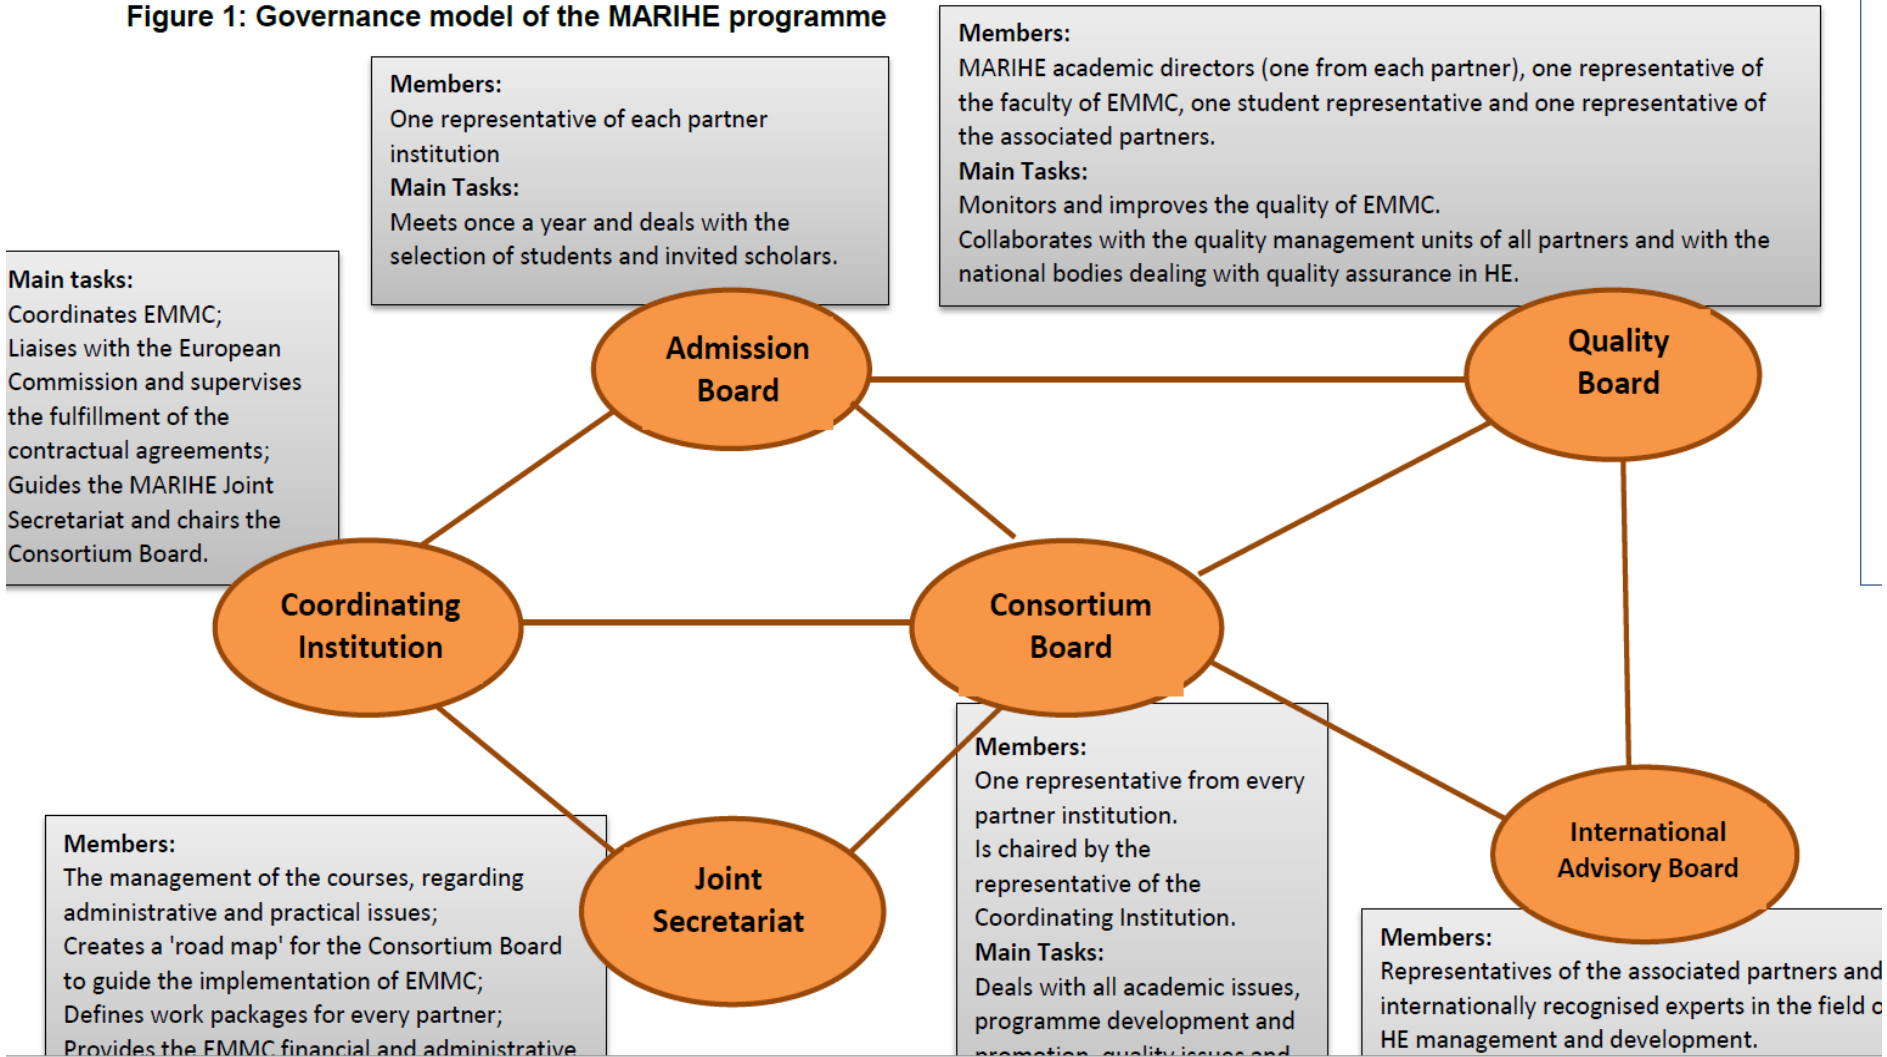 Figure 1: Governance model of the MARIHE programme
Members:
One representative of each partner
institution
Main Tasks:
Meets once a year and deals with the
selection of students and invited scholars.
Members:
MARIHE academic directors (one from each partner), one representative of
the faculty of EMMC, one student representative and one representative of
the associated partners.
Main Tasks:
Monitors and improves the quality of EMMC.
Collaborates with the quality management units of all partners and with the
national bodies dealing with quality assurance in HE.
Main tasks:
Coordinates EMMC;
Liaises with the European
Commission and supervises
the fulfillment of the
contractual agreements;
Guides the MARIHE Joint
Secretariat and chairs the
Consortium Board.
Admission
Board
Quality
Board
Coordinating
Institution
Consortium
Board
Members:
The management of the courses, regarding
administrative and practical issues;
Creates a 'road map' for the Consortium Board
to guide the implementation of EMMC;
Defines work packages for every partner;
Provides the EMMC financial and administrative
Joint
Secretariat
Members:
One representative from every
partner institution.
Is chaired by the
representative of the
Coordinating Institution.
Main Tasks:
Deals with all academic issues,
programme development and
promotion, quality issues and
International
Advisory Board
Members:
Representatives of the associated partners and
internationally recognised experts in the field
HE management and development.